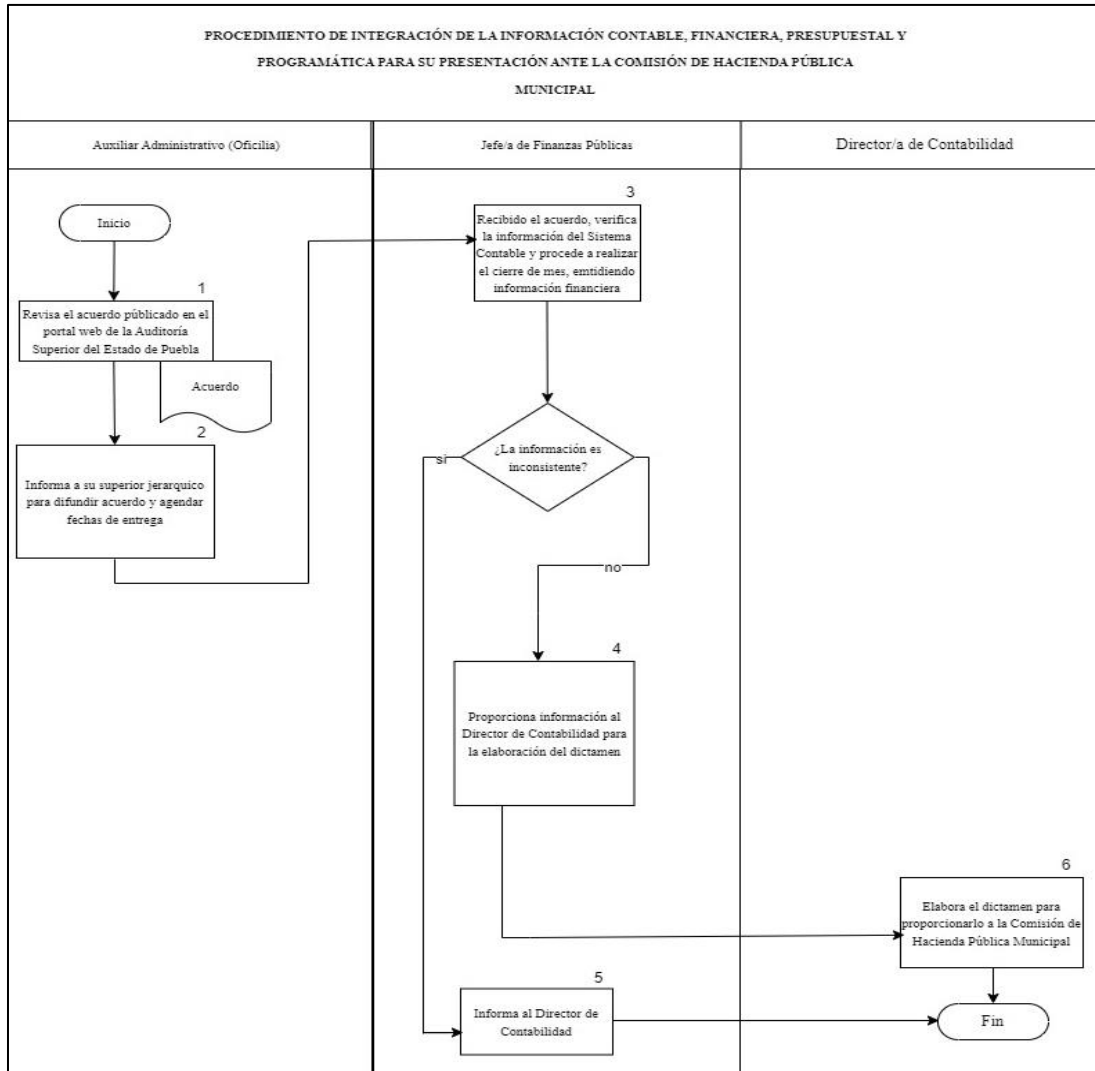 PROCEDIMIENTO DE INTEGRACIÓN DE LA INFORMACIÓN CONTABLE, FINANCIERA, PRESUPUESTAL Y
PROGRAMÁTICA PARA SU PRESENTACIÓN ANTE LA COMISIÓN DE HACIENDA PÚBLICA
MUNICIPAL
Auxiliar Administrativo (Oficilia)
Jefe/a de Finanzas Públicas
Director/a de Contabilidad
Inicio
1
Revisa el acuerdo públicado en el
portal web de la Auditoría
Superior del Estado de Puebla
Acuerdo
2
Informa a su superior jerarquico
para difundir acuerdo y agendar
fechas de entrega
3
Recibido el acuerdo, verifica
la información del Sistema
Contable y procede a realizar
el cierre de mes, emtidiendo
información financiera
¿La información es
inconsistente?
si
no
4
Proporciona información al
Director de Contabilidad para
la elaboración del dictamen
5
Informa al Director de
Contabilidad
6
Elabora el dictamen para
proporcionarlo a la Comisión de
Hacienda Pública Municipal
Fin